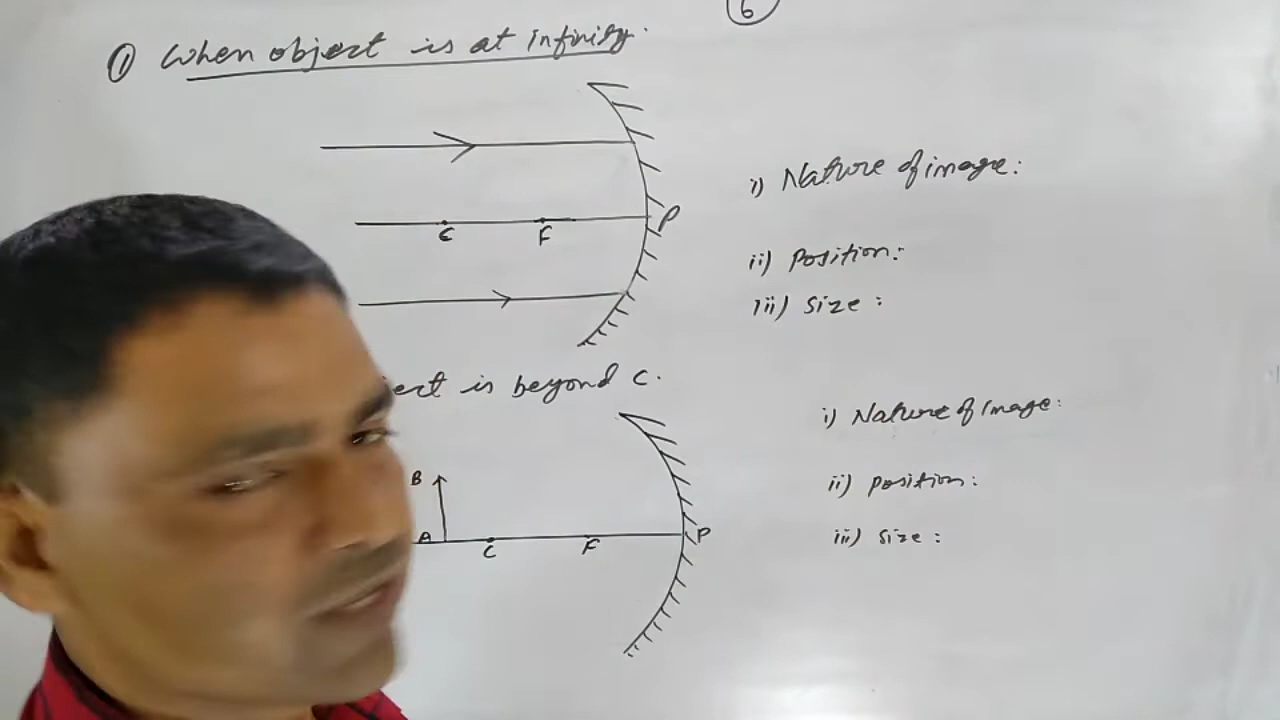 6
① When object is at infinity.
i) Nature of image:
C F P
ii) Position:
iii) Size:
is beyond C.
i) Nature of Image:
B
ii) position:
A C F P
iii) Size: